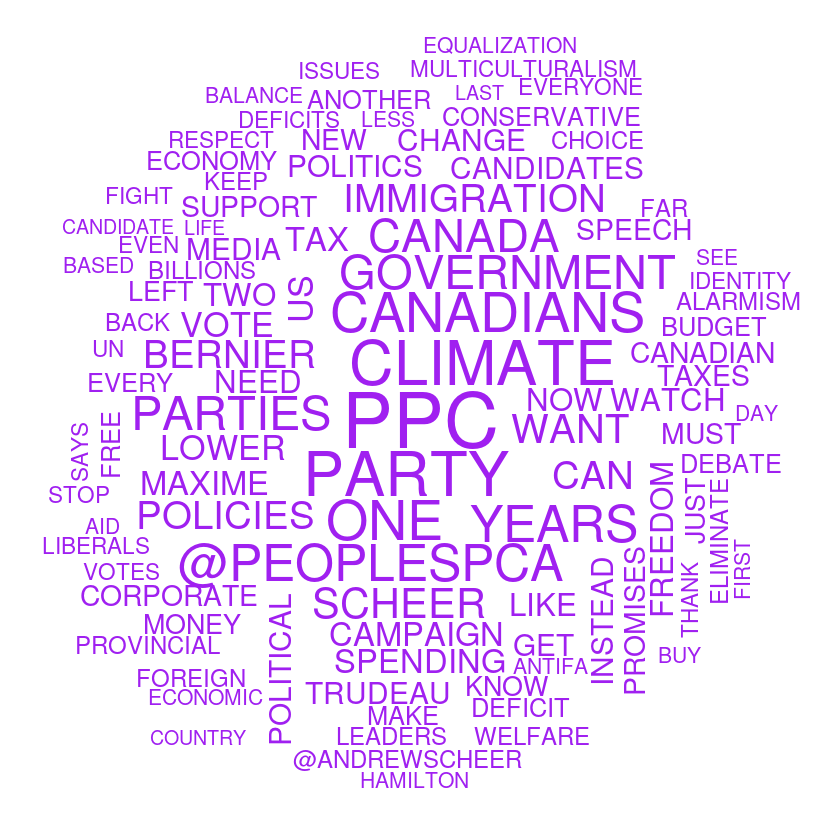 EQUALIZATION
ISSUES MULTICULTURALISM
BALANCE ANOTHER LAST EVERYONE
DEFICITS LESS CONSERVATIVE
RESPECT NEW CHANGE CHOICE
ECONOMY POLITICS CANDIDATES
KEEP
FIGHT SUPPORT IMMIGRATION FAR
CANDIDATE LIFE TAX CANADA SPEECH
EVEN MEDIA SEE
BASED BILLIONS GOVERNMENT IDENTITY
LEFT TWO US CANADIANS ALARMISM
BACK VOTE BUDGET
UN BERNIER CLIMATE CANADIAN
EVERY NEED TAXES
PARTIES PPC NOW WATCH DAY
LOWER WANT MUST
SAYS FREE PARTY CAN DEBATE
MAXIME
STOP POLICIES ONE YEARS FREEDOM JUST ELIMINATE
AID
LIBERALS
VOTES @PEOPLESPCA FIRST
CORPORATE SCHEER LIKE INSTEAD PROMISES THANK
MONEY CAMPAIGN
PROVINCIAL POLITICAL SPENDING GET BUY
FOREIGN ANTIFA
ECONOMIC TRUDEAU KNOW
MAKE DEFICIT
COUNTRY LEADERS WELFARE
@ANDREWSCHEER
HAMILTON